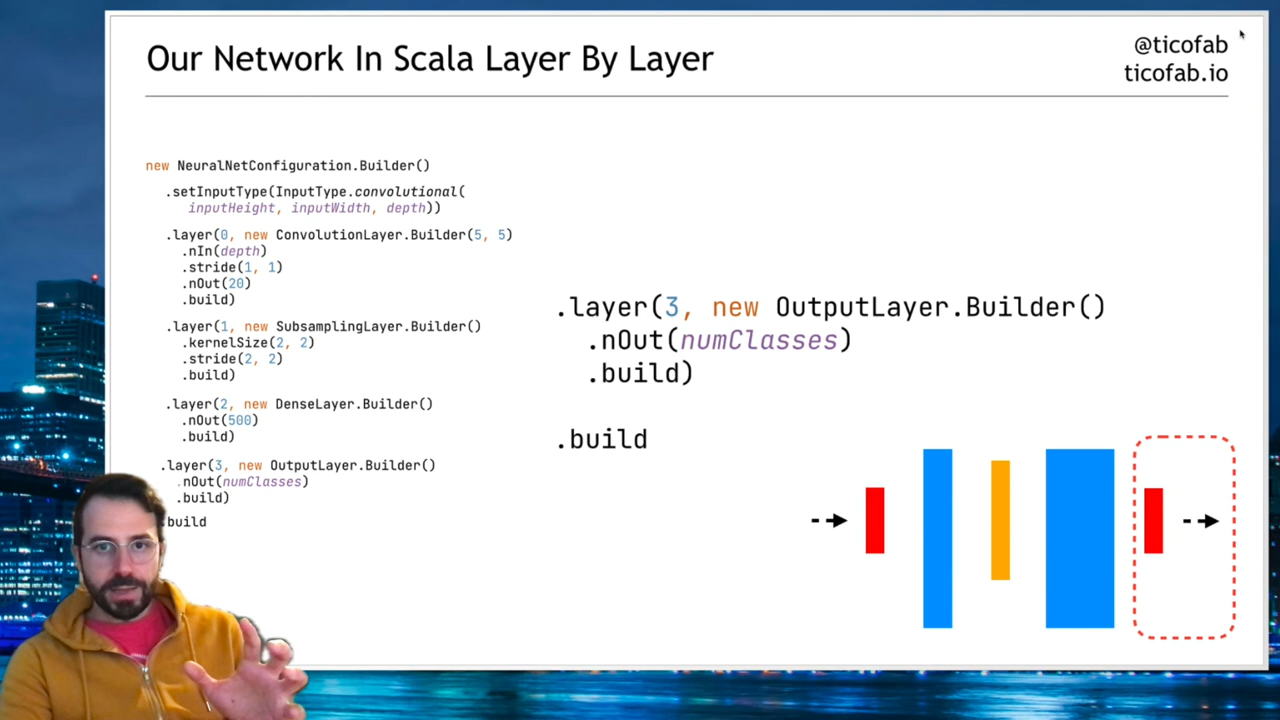 Our Network In Scala Layer By Layer
@ticofab
ticofab.io
new NeuralNetConfiguration.Builder()
.setInputType(InputType.convolutional(
inputHeight, inputWidth, depth))
.layer(0, new ConvolutionLayer.Builder(5, 5)
.nIn(depth)
.stride(1, 1)
.nOut(20)
.build)
.layer(1, new SubsamplingLayer.Builder()
.kernelSize(2, 2)
.stride(2, 2)
.build)
.layer(2, new DenseLayer.Builder()
.nOut(500)
.build)
.layer(3, new OutputLayer.Builder()
.nOut(numClasses)
.build)
.build
.layer(3, new OutputLayer.Builder()
.nOut(numClasses)
.build)
.build